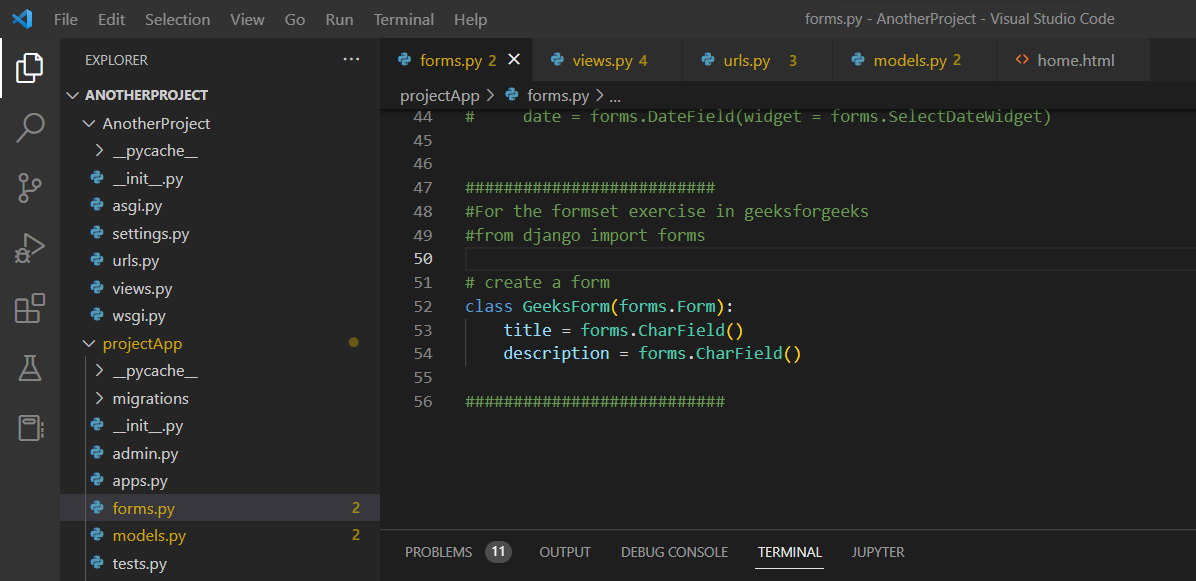 File Edit Selection View Go Run Terminal Help forms.py - AnotherProject - Visual Studio Code
EXPLORER ...
ANOTHERPROJECT
AnotherProject
__pycache__
__init__.py
asgi.py
settings.py
urls.py
views.py
wsgi.py
projectApp
__pycache__
migrations
__init__.py
admin.py
apps.py
forms.py 2
models.py 2
tests.py
forms.py 2 views.py 4 urls.py 3 models.py 2 home.html
projectApp > forms.py > ...
44 #     date = forms.DateField(widget = forms.SelectDateWidget)
45
46
47 ##########################
48 #For the formset exercise in geeksforgeeks
49 #from django import forms
50
51 # create a form
52 class GeeksForm(forms.Form):
53     title = forms.CharField()
54     description = forms.CharField()
55
56 ###########################
PROBLEMS 11 OUTPUT DEBUG CONSOLE TERMINAL JUPYTER